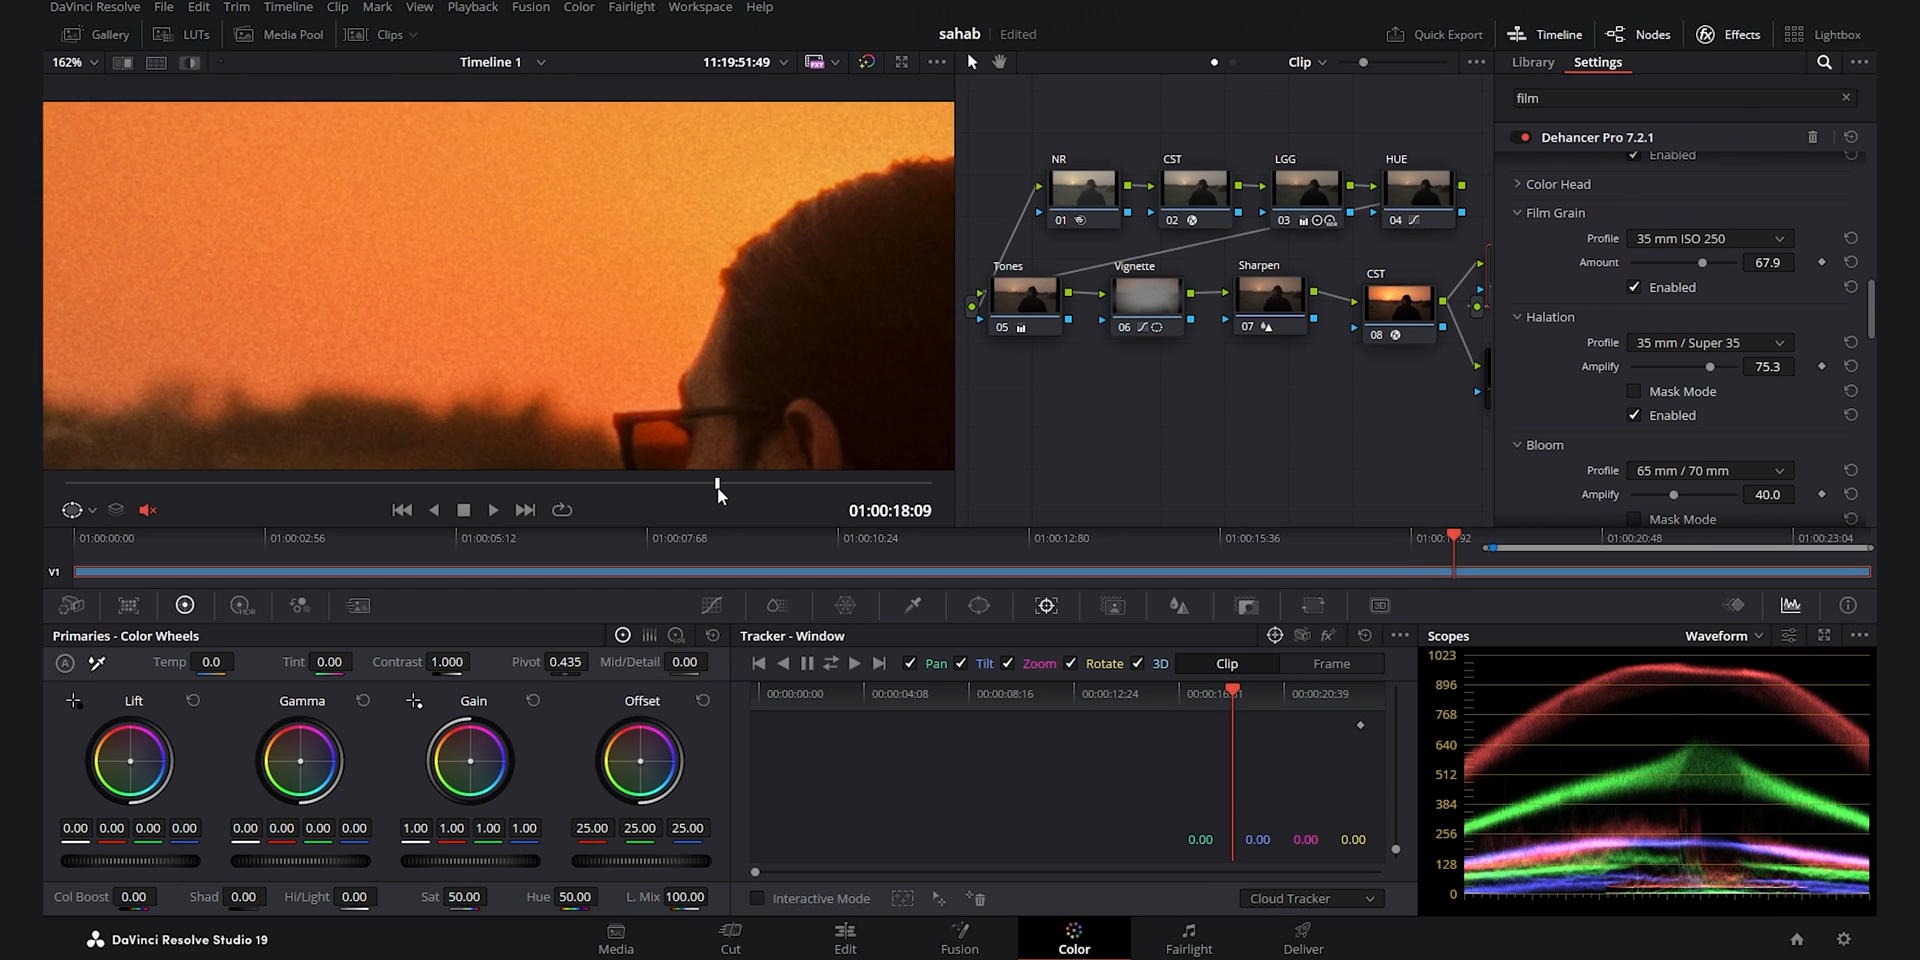 DaVinci Resolve File Edit Trim Timeline Clip Mark View Playback Fusion Color Fairlight Workspace Help
Gallery LUTs Media Pool Clips sahab Edited Quick Export Timeline Nodes Effects Lightbox
162% Timeline 1 11:19:51:49 PXY Clip Library Settings
film
Dehancer Pro 7.2.1
Enabled
Color Head
Film Grain
Profile 35 mm ISO 250
Amount 67.9
Enabled
Halation
Profile 35 mm / Super 35
Amplify 75.3
Mask Mode
Enabled
Bloom
Profile 65 mm / 70 mm
Amplify 40.0
Mask Mode
NR CST LGG HUE
01 02 03 04
Tones Vignette Sharpen CST
05 06 07 08
01:00:18:09
01:00:00:00 01:00:02:56 01:00:05:12 01:00:07:68 01:00:10:24 01:00:12:80 01:00:15:36 01:00:20:48 01:00:23:04
V1
HDR 3D
Primaries - Color Wheels Tracker - Window Scopes Waveform
A Temp 0.0 Tint 0.00 Contrast 1.000 Pivot 0.435 Mid/Detail 0.00
Pan Tilt Zoom Rotate 3D Clip Frame
Lift Gamma Gain Offset
00:00:00:00 00:00:04:08 00:00:08:16 00:00:12:24 00:00:20:39
0.00 0.00 0.00 0.00 0.00 0.00 0.00 0.00 1.00 1.00 1.00 1.00 25.00 25.00 25.00
0.00 0.00 0.00 0.00
Col Boost 0.00 Shad 0.00 Hi/Light 0.00 Sat 50.00 Hue 50.00 L. Mix 100.00
Interactive Mode Cloud Tracker
1023
896
768
640
512
384
256
128
0
DaVinci Resolve Studio 19
Media Cut Edit Fusion Color Fairlight Deliver